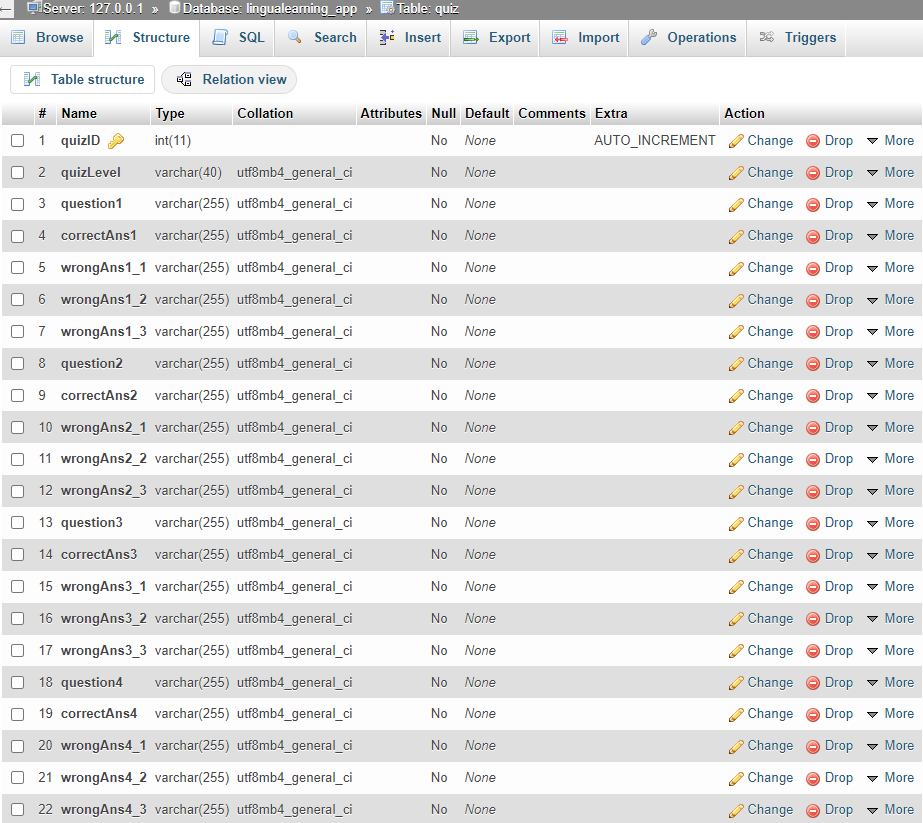 Server: 127.0.0.1 » Database: lingualearning_app » Table: quiz
Browse Structure SQL Search Insert Export Import Operations Triggers
Table structure Relation view
# Name Type Collation Attributes Null Default Comments Extra Action
1 quizID int(11) No None AUTO_INCREMENT Change Drop More
2 quizLevel varchar(40) utf8mb4_general_ci No None Change Drop More
3 question1 varchar(255) utf8mb4_general_ci No None Change Drop More
4 correctAns1 varchar(255) utf8mb4_general_ci No None Change Drop More
5 wrongAns1_1 varchar(255) utf8mb4_general_ci No None Change Drop More
6 wrongAns1_2 varchar(255) utf8mb4_general_ci No None Change Drop More
7 wrongAns1_3 varchar(255) utf8mb4_general_ci No None Change Drop More
8 question2 varchar(255) utf8mb4_general_ci No None Change Drop More
9 correctAns2 varchar(255) utf8mb4_general_ci No None Change Drop More
10 wrongAns2_1 varchar(255) utf8mb4_general_ci No None Change Drop More
11 wrongAns2_2 varchar(255) utf8mb4_general_ci No None Change Drop More
12 wrongAns2_3 varchar(255) utf8mb4_general_ci No None Change Drop More
13 question3 varchar(255) utf8mb4_general_ci No None Change Drop More
14 correctAns3 varchar(255) utf8mb4_general_ci No None Change Drop More
15 wrongAns3_1 varchar(255) utf8mb4_general_ci No None Change Drop More
16 wrongAns3_2 varchar(255) utf8mb4_general_ci No None Change Drop More
17 wrongAns3_3 varchar(255) utf8mb4_general_ci No None Change Drop More
18 question4 varchar(255) utf8mb4_general_ci No None Change Drop More
19 correctAns4 varchar(255) utf8mb4_general_ci No None Change Drop More
20 wrongAns4_1 varchar(255) utf8mb4_general_ci No None Change Drop More
21 wrongAns4_2 varchar(255) utf8mb4_general_ci No None Change Drop More
22 wrongAns4_3 varchar(255) utf8mb4_general_ci No None Change Drop More